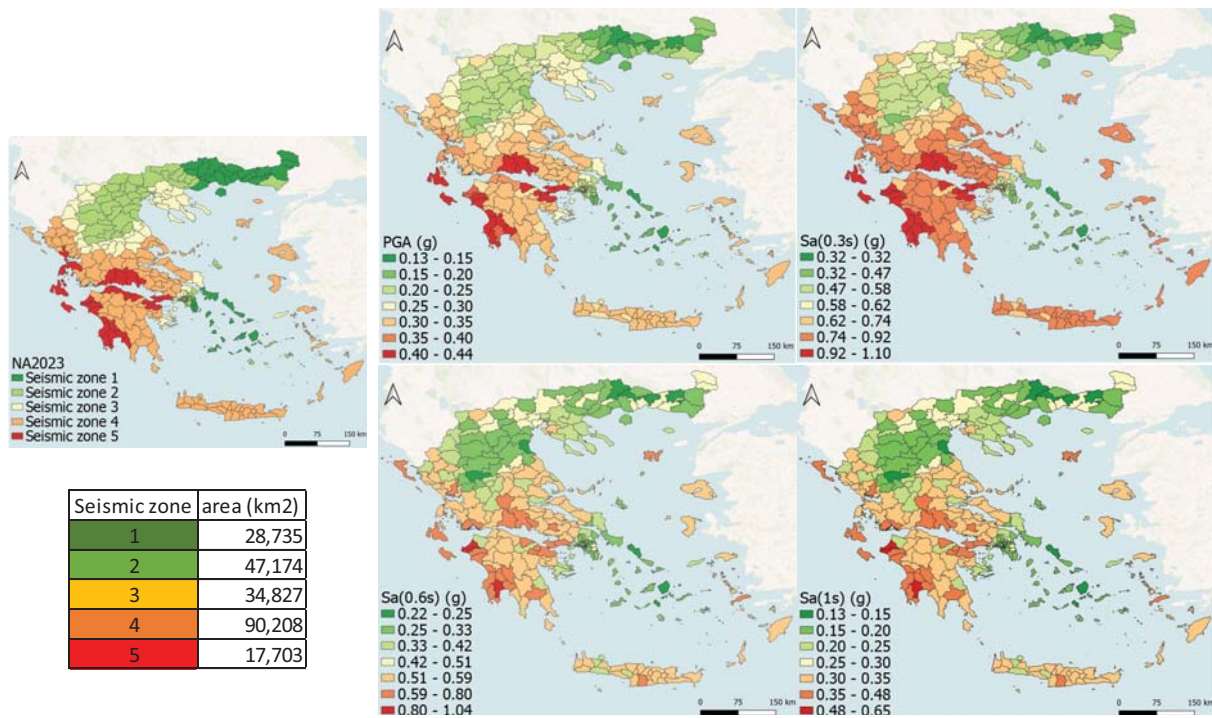 NA2023
Seismic zone 1
Seismic zone 2
Seismic zone 3
Seismic zone 4
Seismic zone 5
0 75 150 km
Seismic zone area (km2)
1 28,735
2 47,174
3 34,827
4 90,208
5 17,703
PGA (g)
0.13 - 0.15
0.15 - 0.20
0.20 - 0.25
0.25 - 0.30
0.30 - 0.35
0.35 - 0.40
0.40 - 0.44
0 75 150 km
Sa(0.3s) (g)
0.32 - 0.32
0.32 - 0.47
0.47 - 0.58
0.58 - 0.62
0.62 - 0.74
0.74 - 0.92
0.92 - 1.10
0 75 150 km
Sa(0.6s) (g)
0.22 - 0.25
0.25 - 0.33
0.33 - 0.42
0.42 - 0.51
0.51 - 0.59
0.59 - 0.80
0.80 - 1.04
0 75 150 km
Sa(1s) (g)
0.13 - 0.15
0.15 - 0.20
0.20 - 0.25
0.25 - 0.30
0.30 - 0.35
0.35 - 0.48
0.48 - 0.65
0 75 150 km